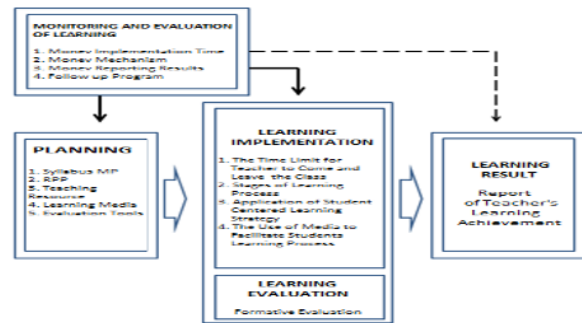 MONITORING AND EVALUATION
OF LEARNING
1. Monev Implementation Time
2. Monev Mechanism
3. Monev Reporting Results
4. Follow up Program
PLANNING
1. Syllabus MP
2. RPP
3. Teaching
Resource
4. Learning Media
5. Evaluation Tools
LEARNING
IMPLEMENTATION
1. The Time Limit for
Teacher to Come and
Leave the Class
2. Stages of Learning
Process
3. Application of Student
Centered Learning
Strategy
4. The Use of Media to
Facilitate Students
Learning Process
LEARNING
EVALUATION
Formative Evaluation
LEARNING
RESULT
Report
of Teacher's
Learning
Achievement